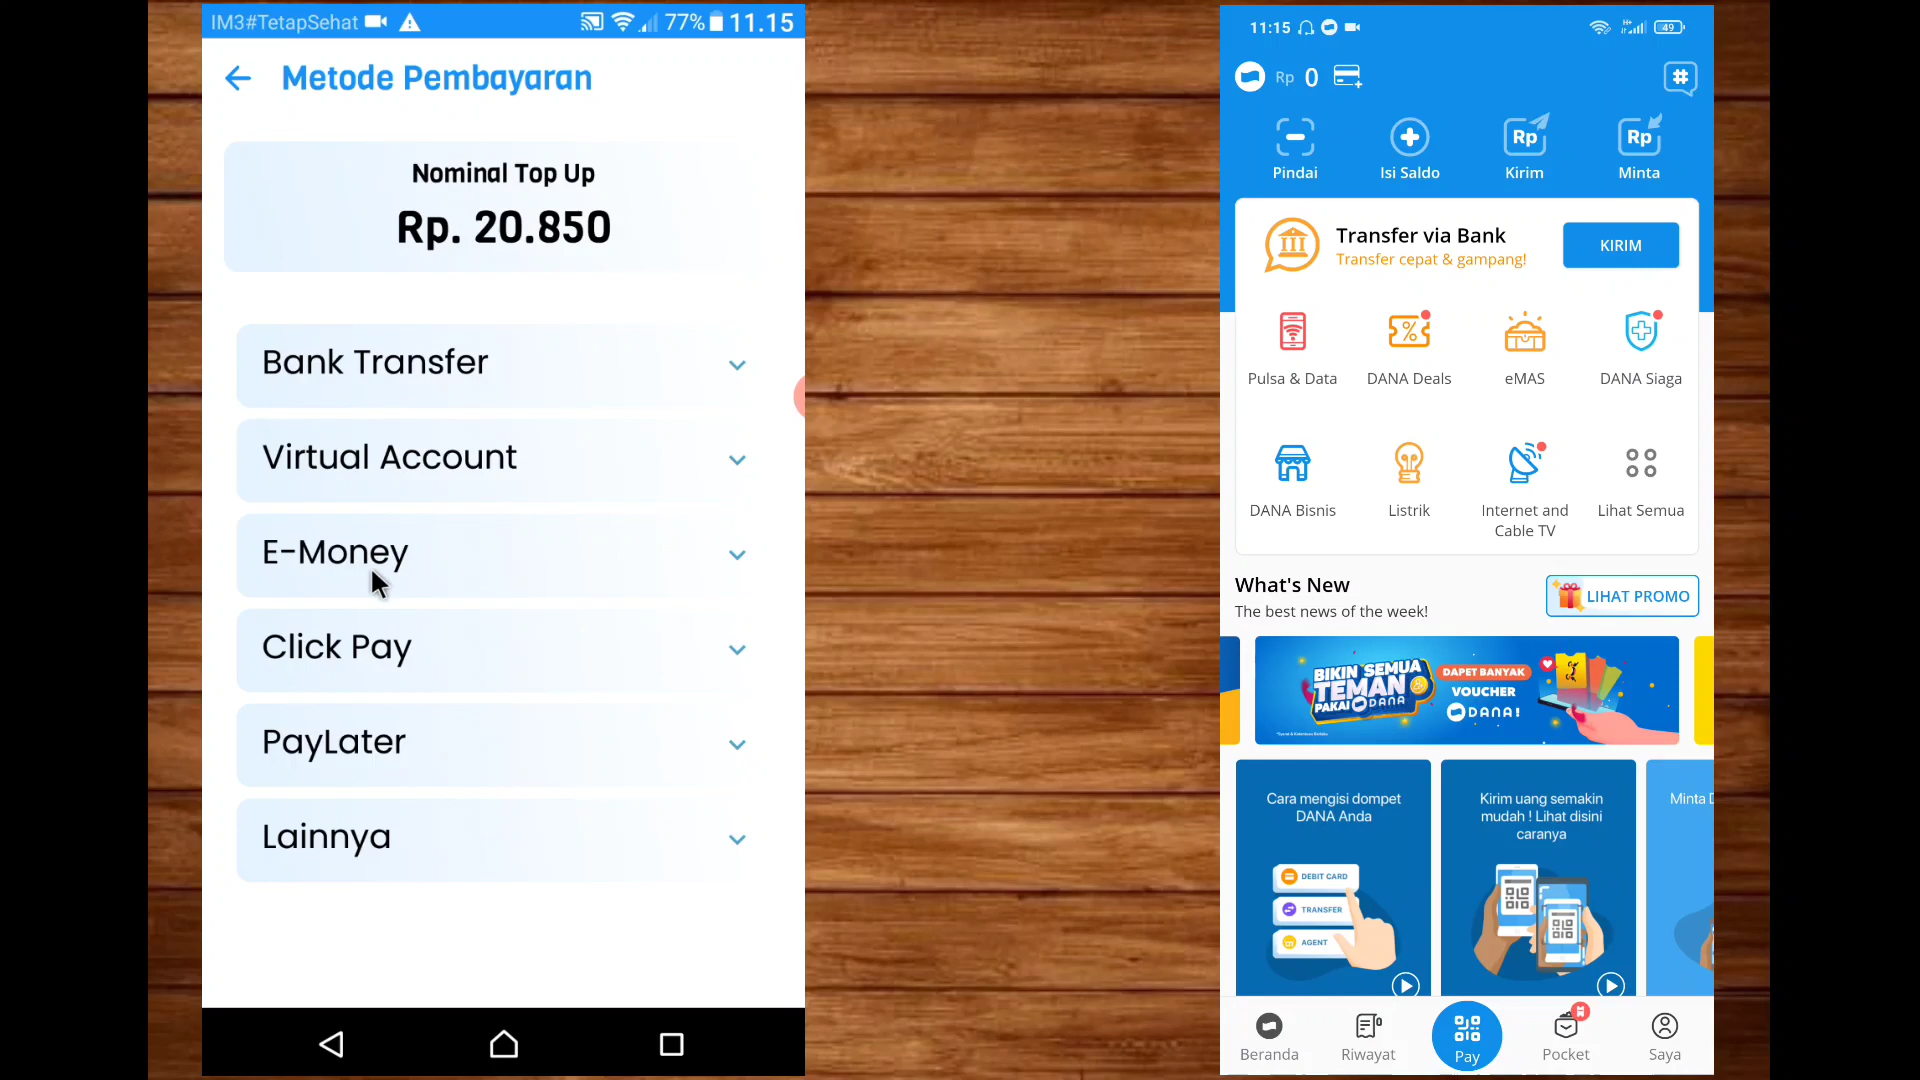 IM3#TetapSehat
77%
11.15
Metode Pembayaran
Nominal Top Up
Rp. 20.850
Bank Transfer
Virtual Account
E-Money
Click Pay
PayLater
Lainnya
11:15
H+
49
Rp 0
#
Rp
Rp
Pindai
Isi Saldo
Kirim
Minta
Transfer via Bank
Transfer cepat & gampang!
KIRIM
Pulsa & Data
DANA Deals
eMAS
DANA Siaga
DANA Bisnis
Listrik
Internet and
Cable TV
Lihat Semua
What's New
The best news of the week!
LIHAT PROMO
BIKIN SEMUA
TEMAN
PAKAI DANA
DAPET BANYAK
VOUCHER
DANA!
Cara mengisi dompet
DANA Anda
DEBIT CARD
TRANSFER
AGENT
Kirim uang semakin
mudah ! Lihat disini
caranya
Minta
Beranda
Riwayat
Pay
Pocket
Saya